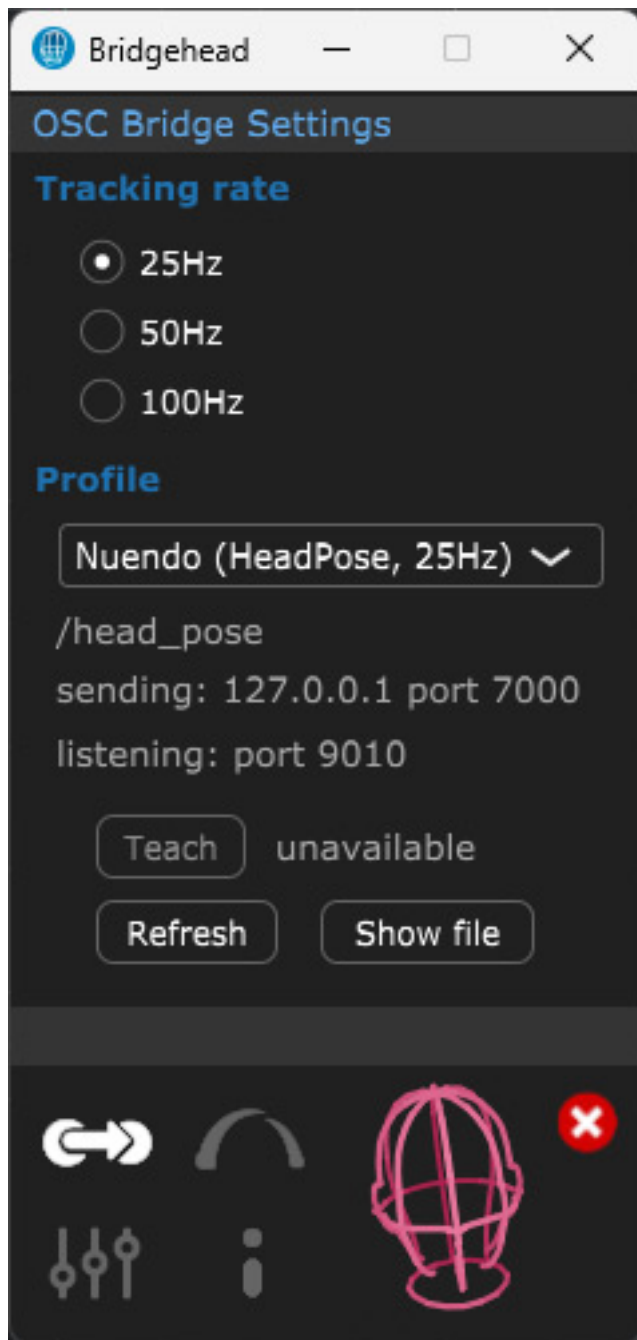 Bridgehead
OSC Bridge Settings
Tracking rate
25Hz
50Hz
100Hz
Profile
Nuendo (HeadPose, 25Hz)
/head_pose
sending: 127.0.0.1 port 7000
listening: port 9010
Teach unavailable
Refresh Show file